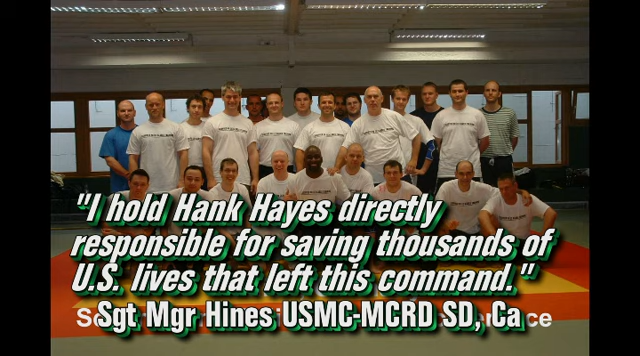 "I hold Hank Hayes directly
responsible for saving thousands of
U.S. lives that left this command."
Sgt Mgr Hines USMC-MCRD SD, Ca